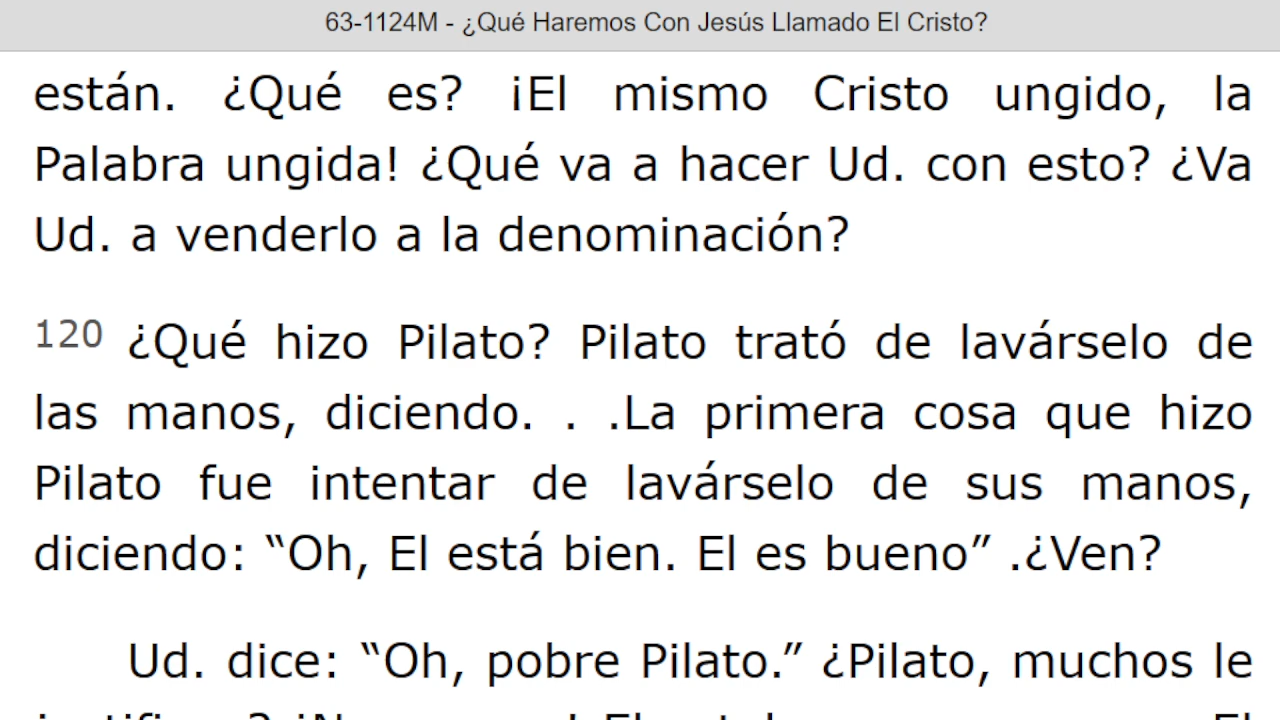 63-1124M - ¿Qué Haremos Con Jesús Llamado El Cristo?
están. ¿Qué es? ¡El mismo Cristo ungido, la
Palabra ungida! ¿Qué va a hacer Ud. con esto? ¿Va
Ud. a venderlo a la denominación?
120 ¿Qué hizo Pilato? Pilato trató de lavárselo de
las manos, diciendo. . .La primera cosa que hizo
Pilato fue intentar de lavárselo de sus manos,
diciendo: “Oh, El está bien. El es bueno” .¿Ven?
Ud. dice: “Oh, pobre Pilato.” ¿Pilato, muchos le